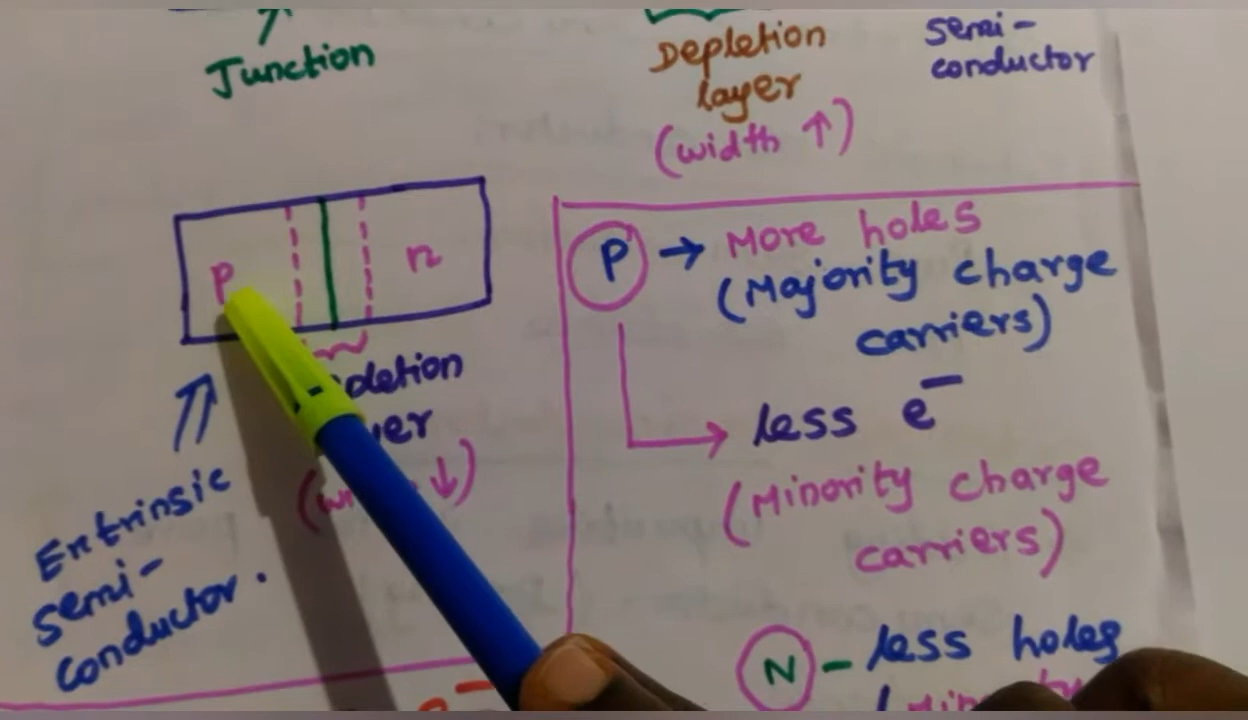 Junction
Depletion
layer
(width ↑)
semi-
conductor
P
n
(↓)
Extrinsic
semi-
conductor.
P → More holes
(Majority charge
carriers)
less e⁻
(Minority charge
carriers)
N - less holes